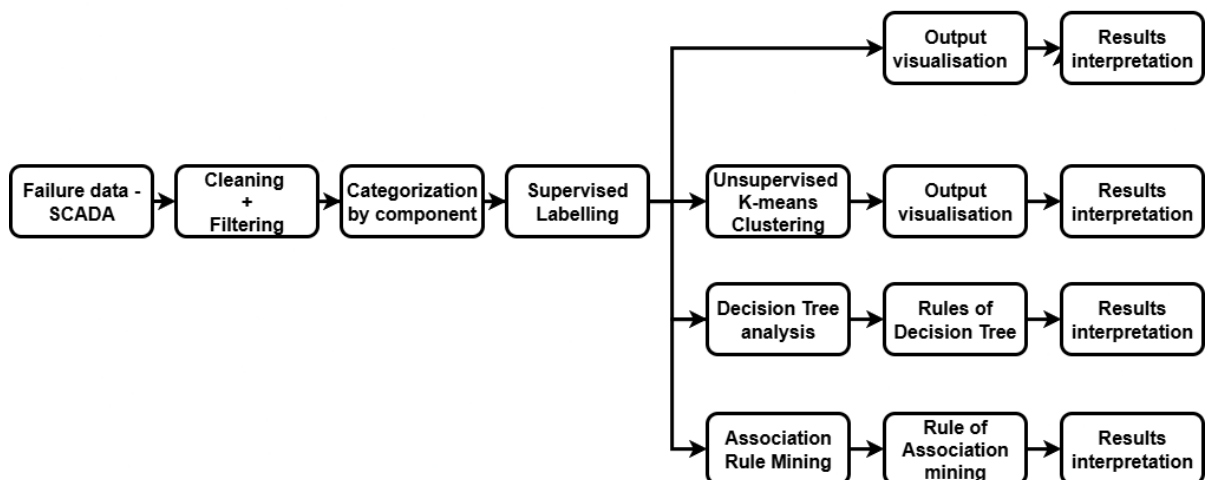 Output
visualisation
Results
interpretation
Failure data -
SCADA
Cleaning
+
Filtering
Categorization
by component
Supervised
Labelling
Unsupervised
K-means
Clustering
Output
visualisation
Results
interpretation
Decision Tree
analysis
Rules of
Decision Tree
Results
interpretation
Association
Rule Mining
Rule of
Association
mining
Results
interpretation